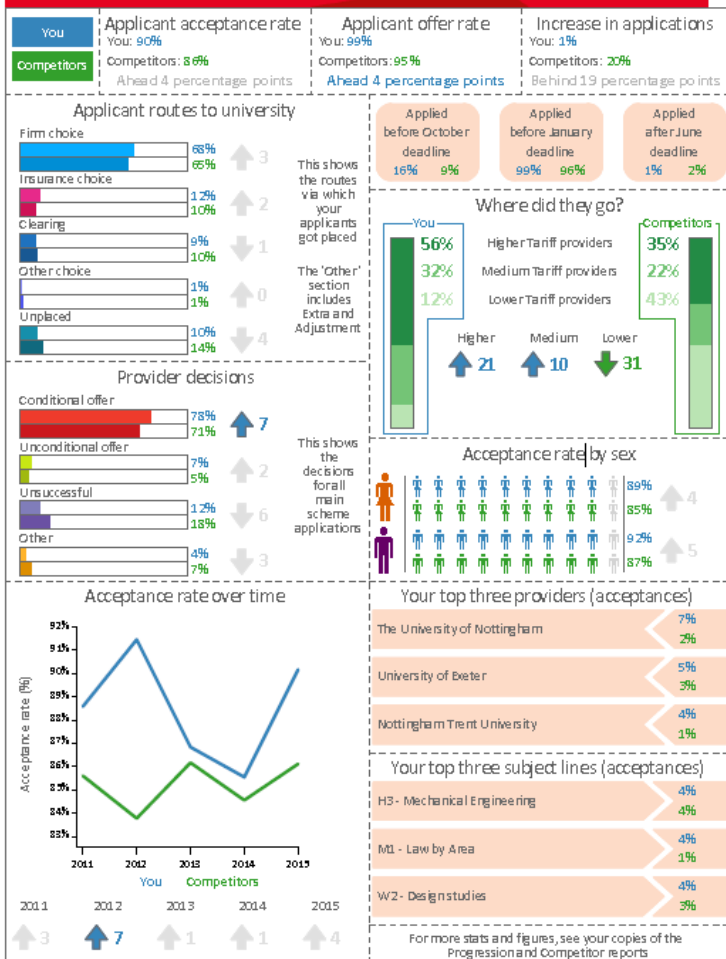 You
Competitors
Applicant acceptance rate
You: 90%
Competitors: 86%
Ahead 4 percentage points
Applicant offer rate
You: 99%
Competitors: 95%
Ahead 4 percentage points
Increase in applications
You: 1%
Competitors: 20%
Behind 19 percentage points
Applicant routes to university
Firm choice
68%
65%
3
Insurance choice
12%
10%
2
Clearing
9%
10%
1
Other choice
1%
1%
0
Unplaced
10%
14%
4
This shows
the routes
via which
your
applicants
got placed
The 'Other'
section
includes
Extra and
Adjustment
Applied
before October
deadline
16% 9%
Applied
before January
deadline
99% 96%
Applied
after June
deadline
1% 2%
Where did they go?
You
Competitors
56% Higher Tariff providers 35%
32% Medium Tariff providers 22%
12% Lower Tariff providers 43%
Higher Medium Lower
21 10 31
Provider decisions
Conditional offer
78%
71%
7
Unconditional offer
7%
5%
2
Unsuccessful
12%
18%
6
Other
4%
7%
3
This shows
the
decisions
for all
main
scheme
applications
Acceptance rate by sex
89%
85%
4
92%
87%
5
Acceptance rate over time
Acceptance rate (%)
92%
91%
90%
89%
88%
87%
86%
85%
84%
83%
2011 2012 2013 2014 2015
You Competitors
2011 2012 2013 2014 2015
3 7 1 1 4
Your top three providers (acceptances)
The University of Nottingham
7%
2%
University of Exeter
5%
3%
Nottingham Trent University
4%
1%
Your top three subject lines (acceptances)
H3 - Mechanical Engineering
4%
4%
M1 - Law by Area
4%
1%
W2 - Design studies
4%
3%
For more stats and figures, see your copies of the
Progression and Competitor reports